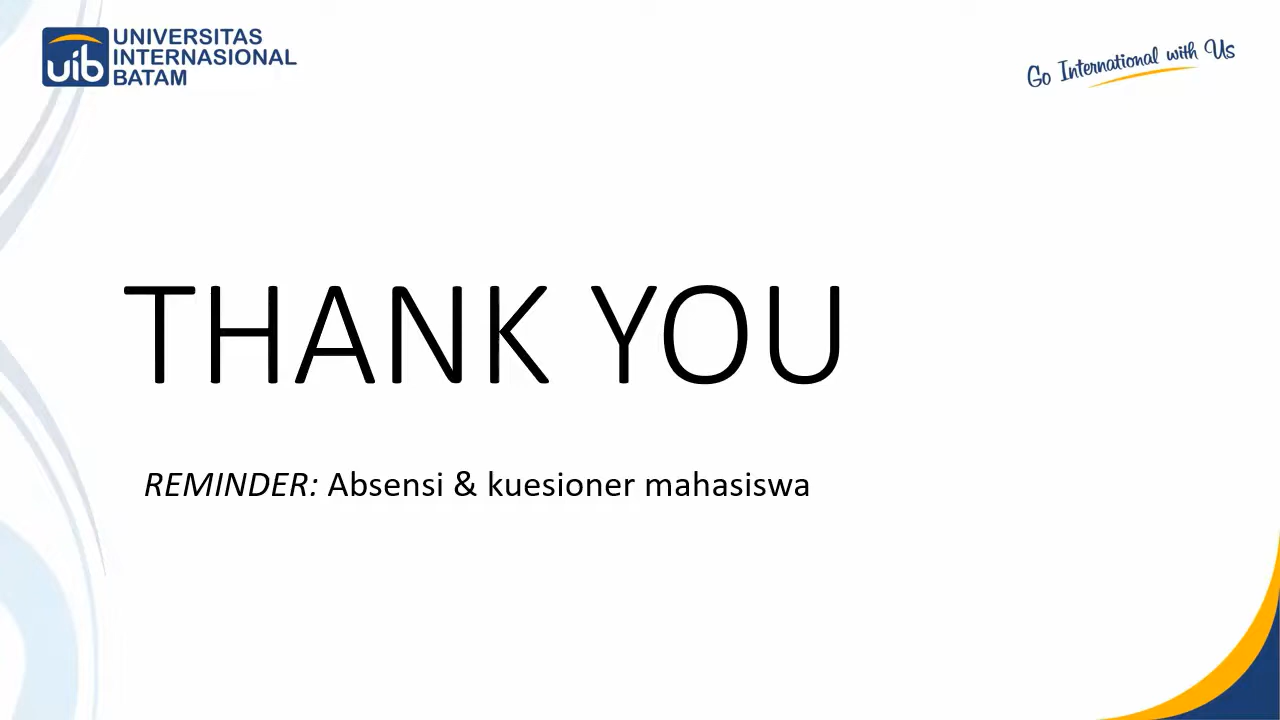 uib
UNIVERSITAS
INTERNASIONAL
BATAM
Go International with Us
THANK YOU
REMINDER: Absensi & kuesioner mahasiswa